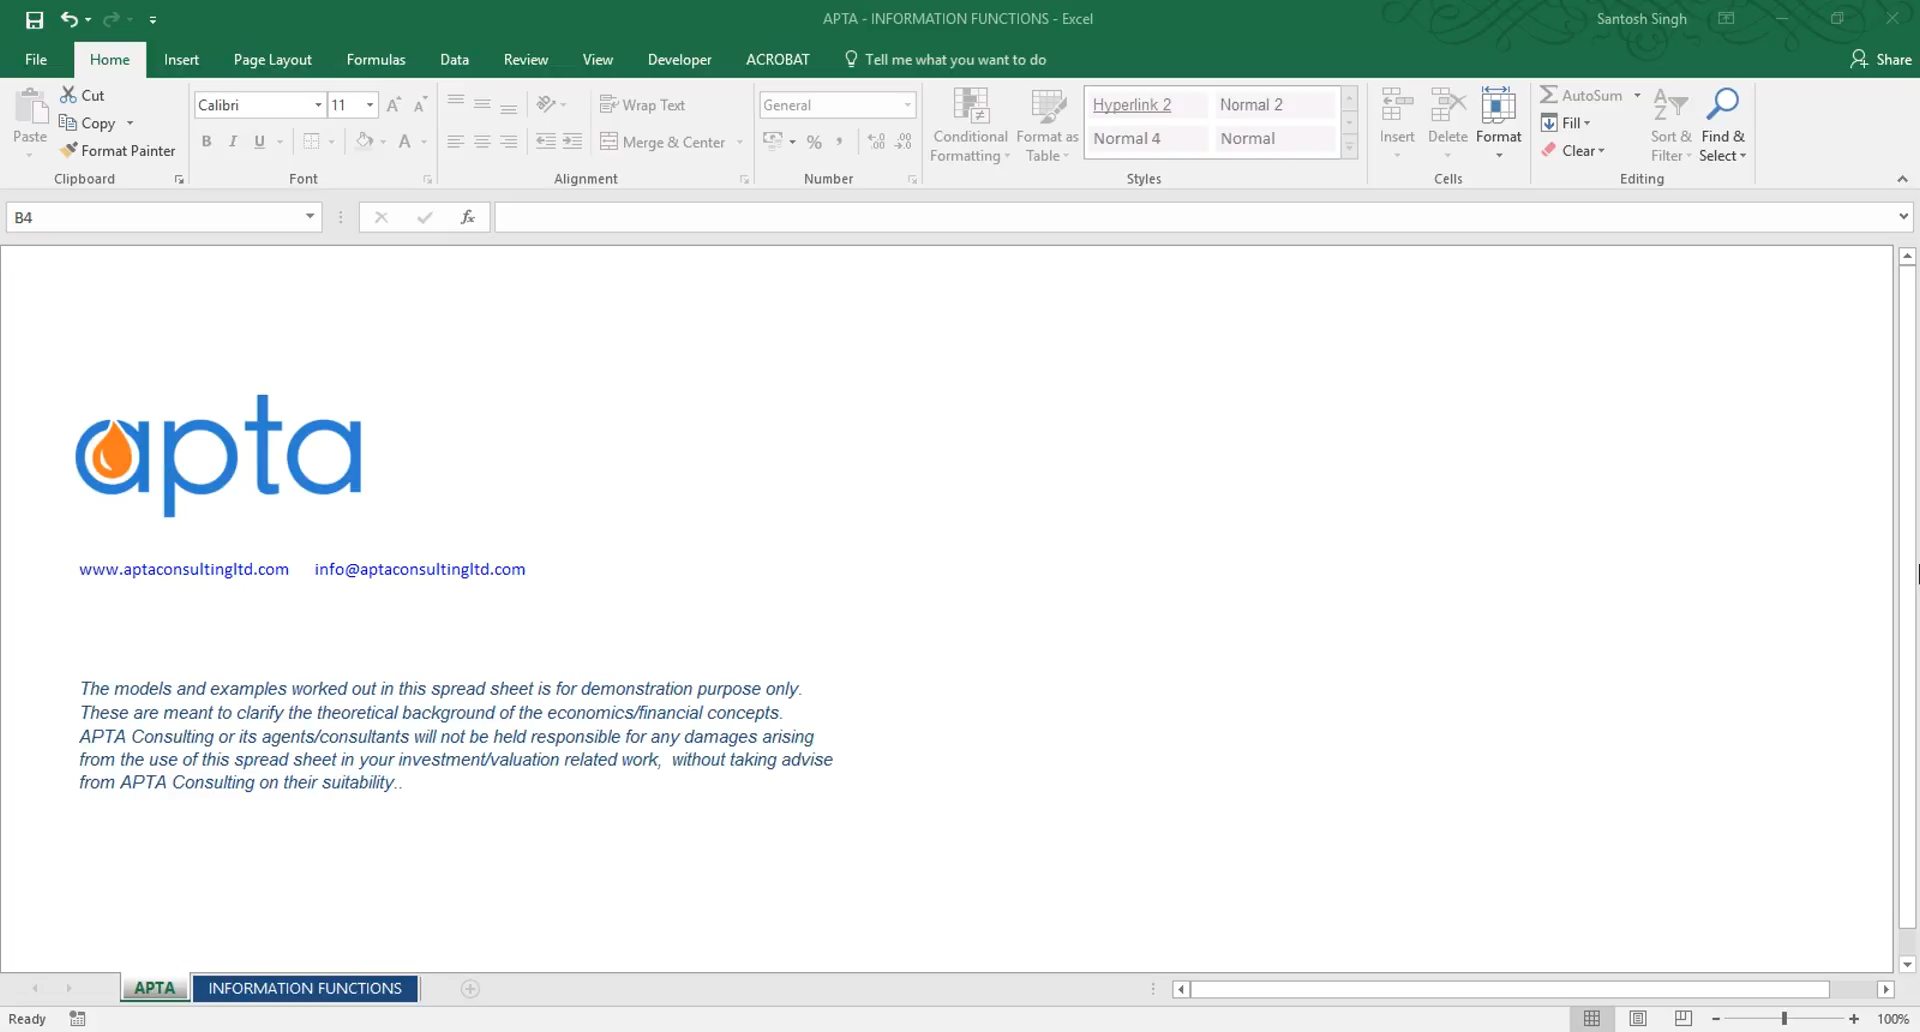 APTA - INFORMATION FUNCTIONS - Excel
Santosh Singh
File Home Insert Page Layout Formulas Data Review View Developer ACROBAT Tell me what you want to do Share
Paste
Cut
Copy
Format Painter
Clipboard
Calibri 11
B I U
Font
Wrap Text
Merge & Center
Alignment
General
%
Number
Conditional Formatting
Format as Table
Hyperlink 2 Normal 2
Normal 4 Normal
Styles
Insert Delete Format
Cells
AutoSum
Fill
Clear
Sort & Filter
Find & Select
Editing
B4
fx
apta
www.aptaconsultingltd.com info@aptaconsultingltd.com
The models and examples worked out in this spread sheet is for demonstration purpose only.
These are meant to clarify the theoretical background of the economics/financial concepts.
APTA Consulting or its agents/consultants will not be held responsible for any damages arising
from the use of this spread sheet in your investment/valuation related work, without taking advise
from APTA Consulting on their suitability..
APTA INFORMATION FUNCTIONS
Ready
100%